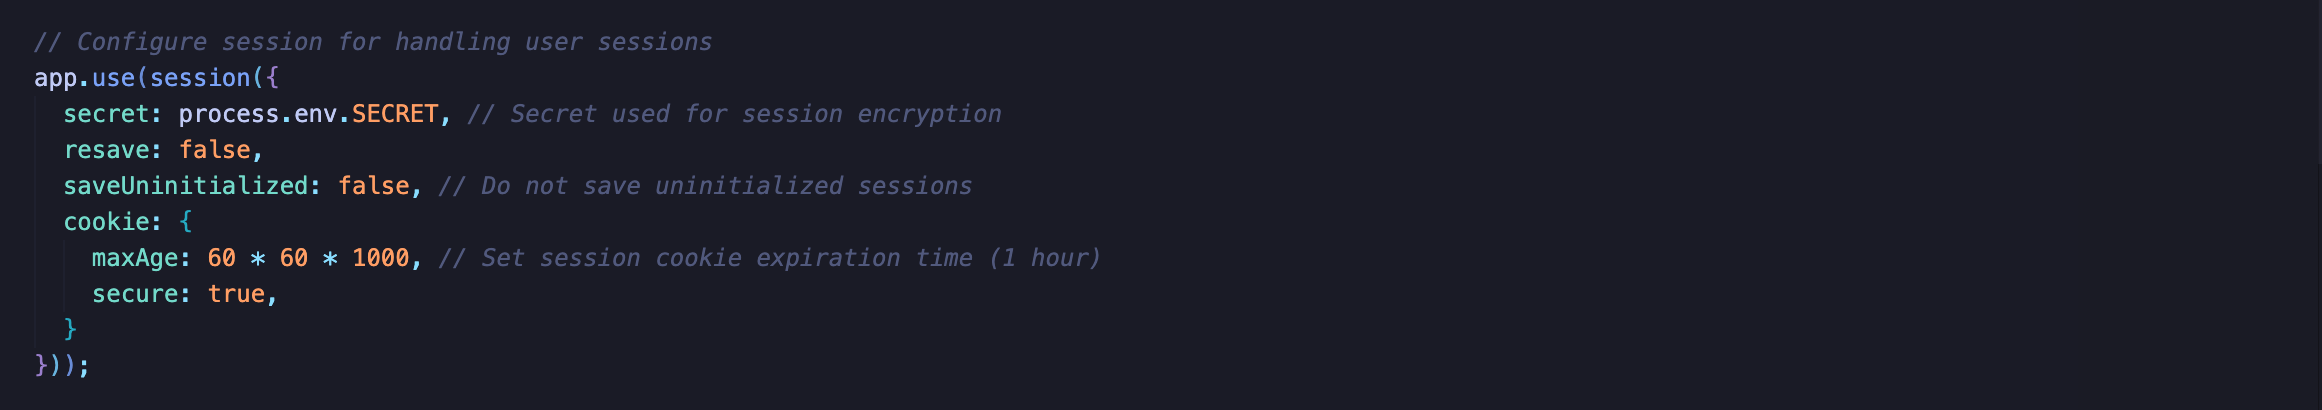 // Configure session for handling user sessions
app.use(session({
  secret: process.env.SECRET, // Secret used for session encryption
  resave: false,
  saveUninitialized: false, // Do not save uninitialized sessions
  cookie: {
    maxAge: 60 * 60 * 1000, // Set session cookie expiration time (1 hour)
    secure: true,
  }
}));